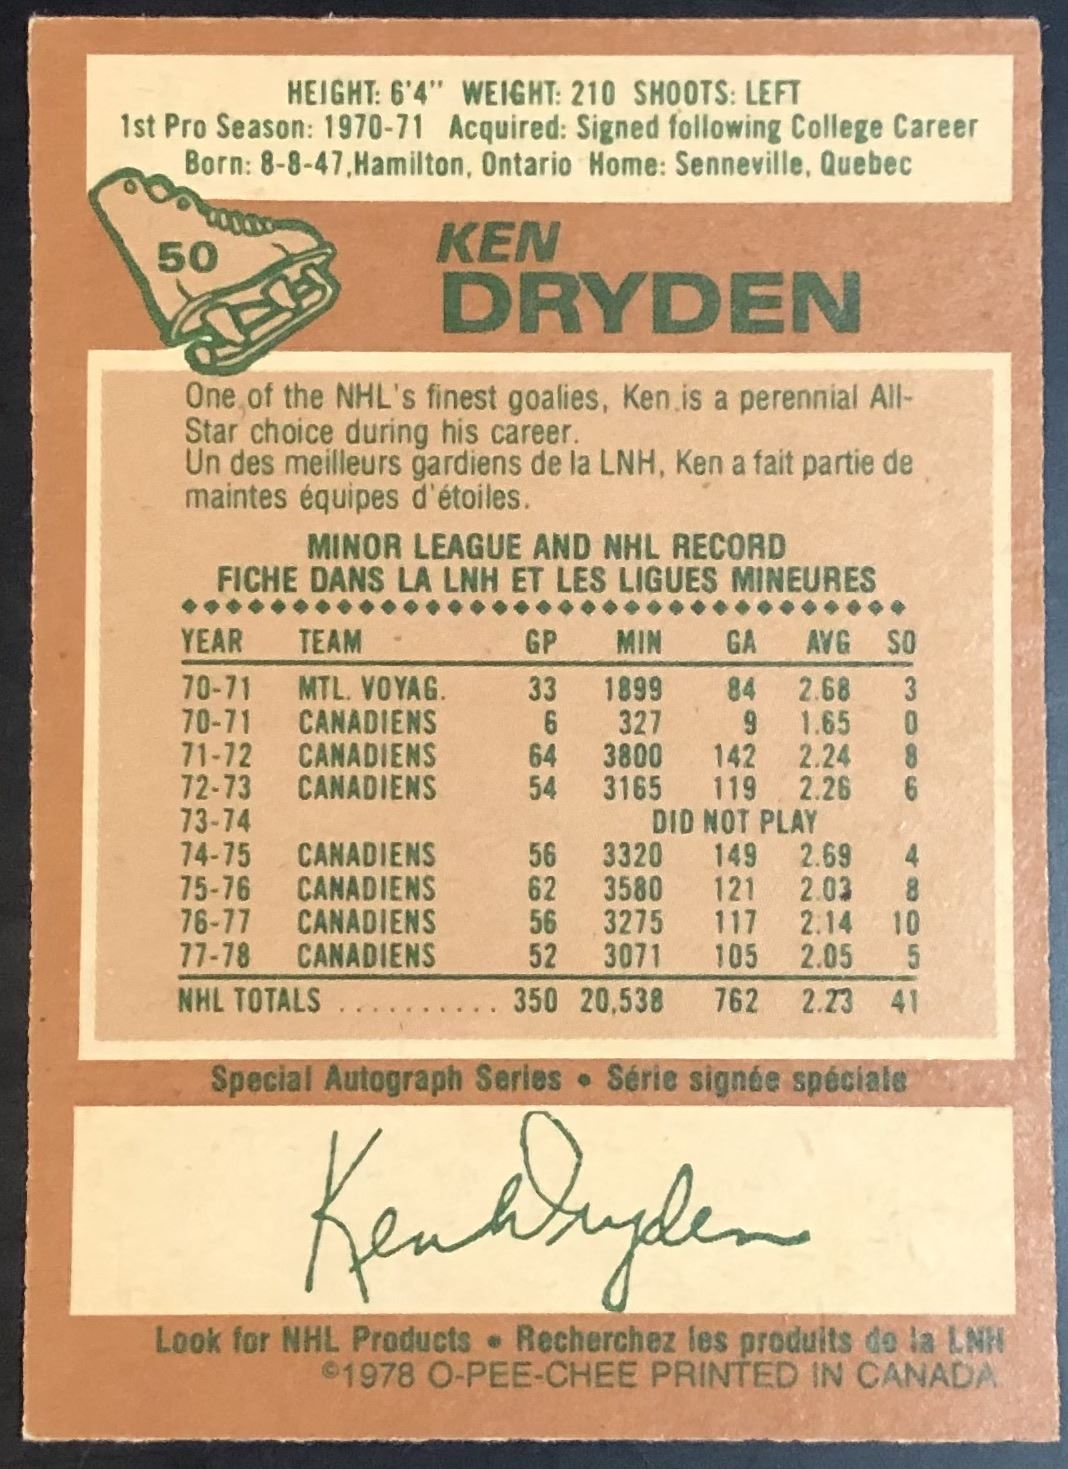 HEIGHT: 6'4" WEIGHT: 210 SHOOTS: LEFT
1st Pro Season: 1970-71 Acquired: Signed following College Career
Born: 8-8-47, Hamilton, Ontario Home: Senneville, Quebec
50
KEN
DRYDEN
One of the NHL's finest goalies, Ken is a perennial All-
Star choice during his career.
Un des meilleurs gardiens de la LNH, Ken a fait partie de
maintes équipes d'étoiles.
MINOR LEAGUE AND NHL RECORD
FICHE DANS LA LNH ET LES LIGUES MINEURES
YEAR TEAM GP MIN GA AVG SO
70-71 MTL. VOYAG. 33 1899 84 2.68 3
70-71 CANADIENS 6 327 9 1.65 0
71-72 CANADIENS 64 3800 142 2.24 8
72-73 CANADIENS 54 3165 119 2.26 6
73-74 DID NOT PLAY
74-75 CANADIENS 56 3320 149 2.69 4
75-76 CANADIENS 62 3580 121 2.03 8
76-77 CANADIENS 56 3275 117 2.14 10
77-78 CANADIENS 52 3071 105 2.05 5
NHL TOTALS .......... 350 20,538 762 2.23 41
Special Autograph Series • Série signée spéciale
Ken Dryden
Look for NHL Products • Recherchez les produits de la LNH
©1978 O-PEE-CHEE PRINTED IN CANADA